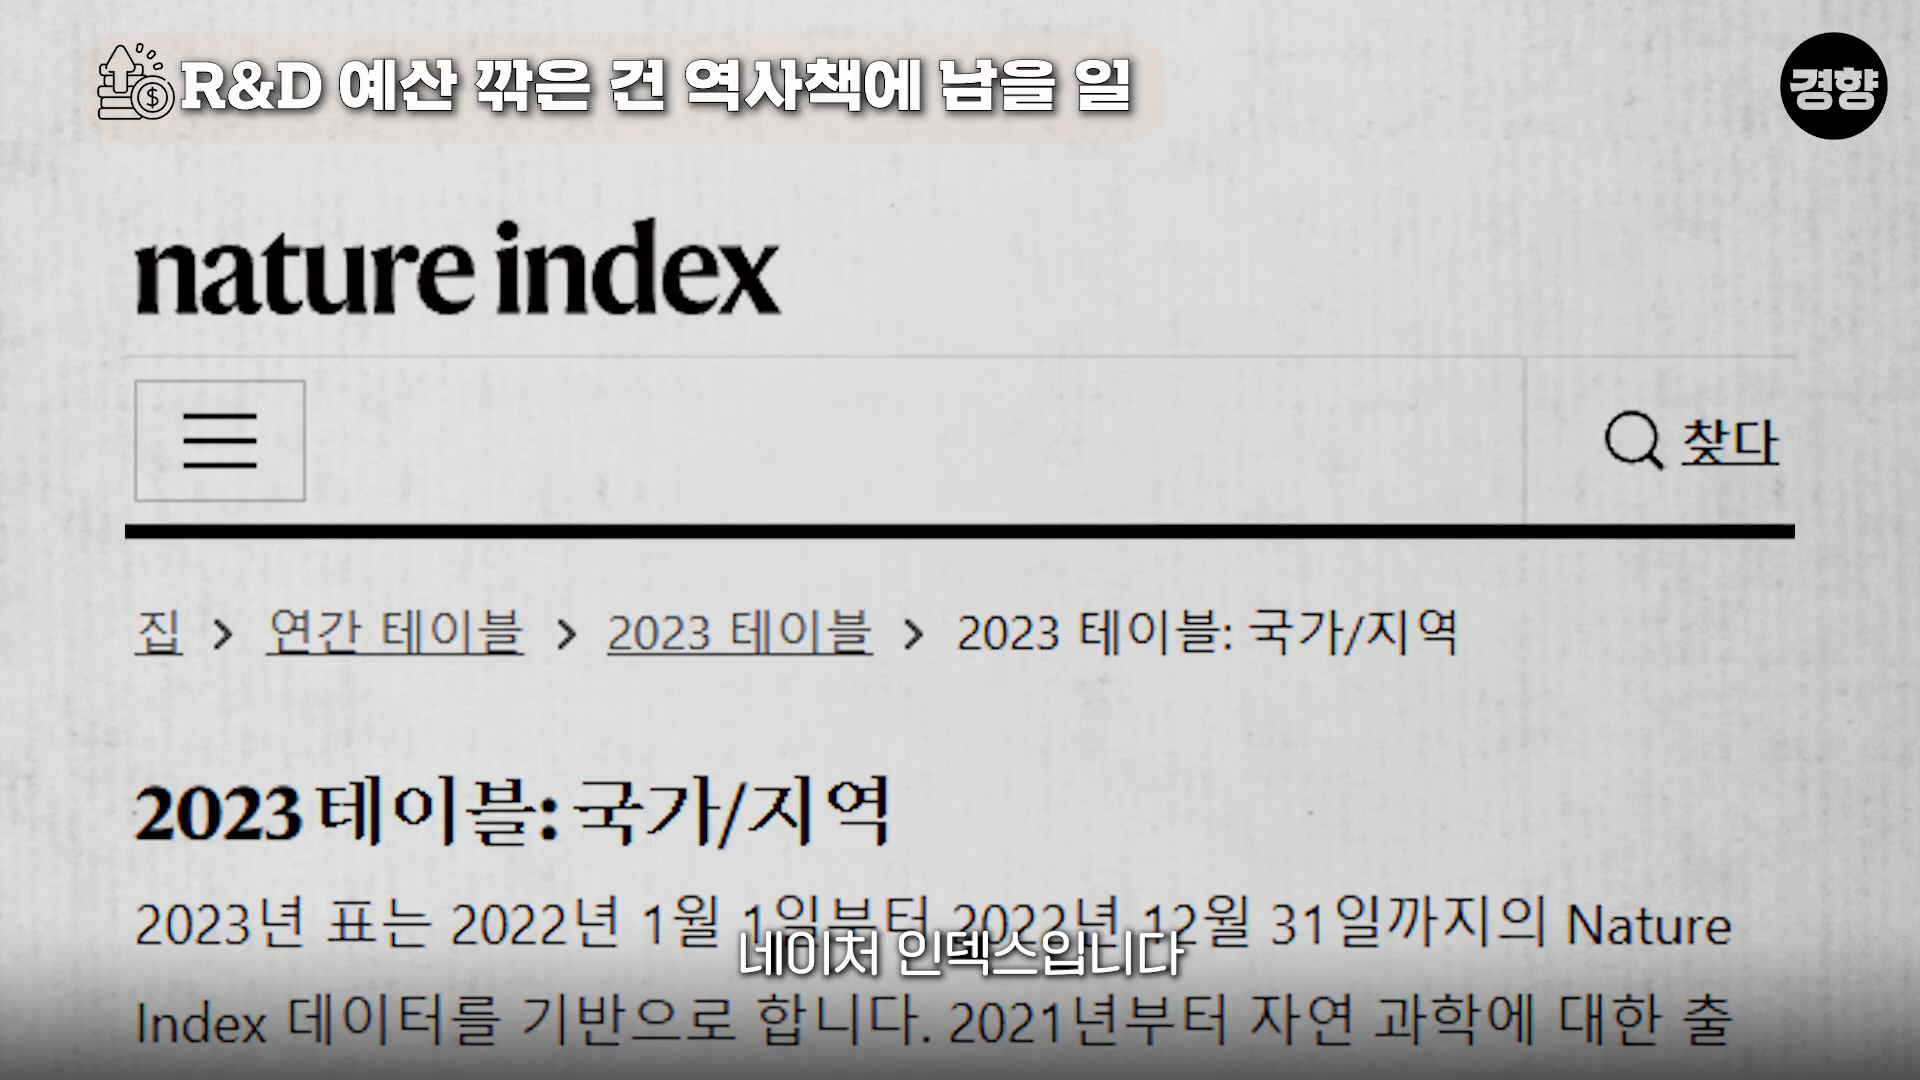 R&D 예산 깎은 건 역사책에 남을 일
경향
nature index
찾다
집 > 연간 테이블 > 2023 테이블 > 2023 테이블: 국가/지역
2023 테이블: 국가/지역
2023년 표는 2022년 1월 1일부터 2022년 12월 31일까지의 Nature
네이처 인덱스입니다
Index 데이터를 기반으로 합니다. 2021년부터 자연 과학에 대한 출